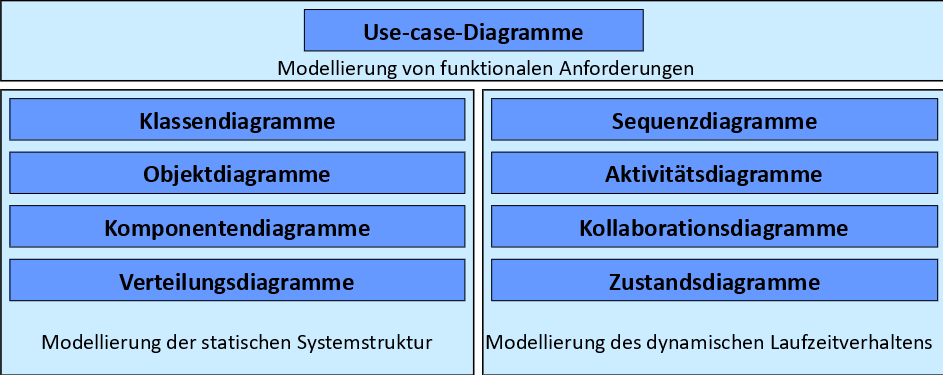 Use-case-Diagramme
Modellierung von funktionalen Anforderungen
Klassendiagramme
Objektdiagramme
Komponentendiagramme
Verteilungsdiagramme
Modellierung der statischen Systemstruktur
Sequenzdiagramme
Aktivitätsdiagramme
Kollaborationsdiagramme
Zustandsdiagramme
Modellierung des dynamischen Laufzeitverhaltens